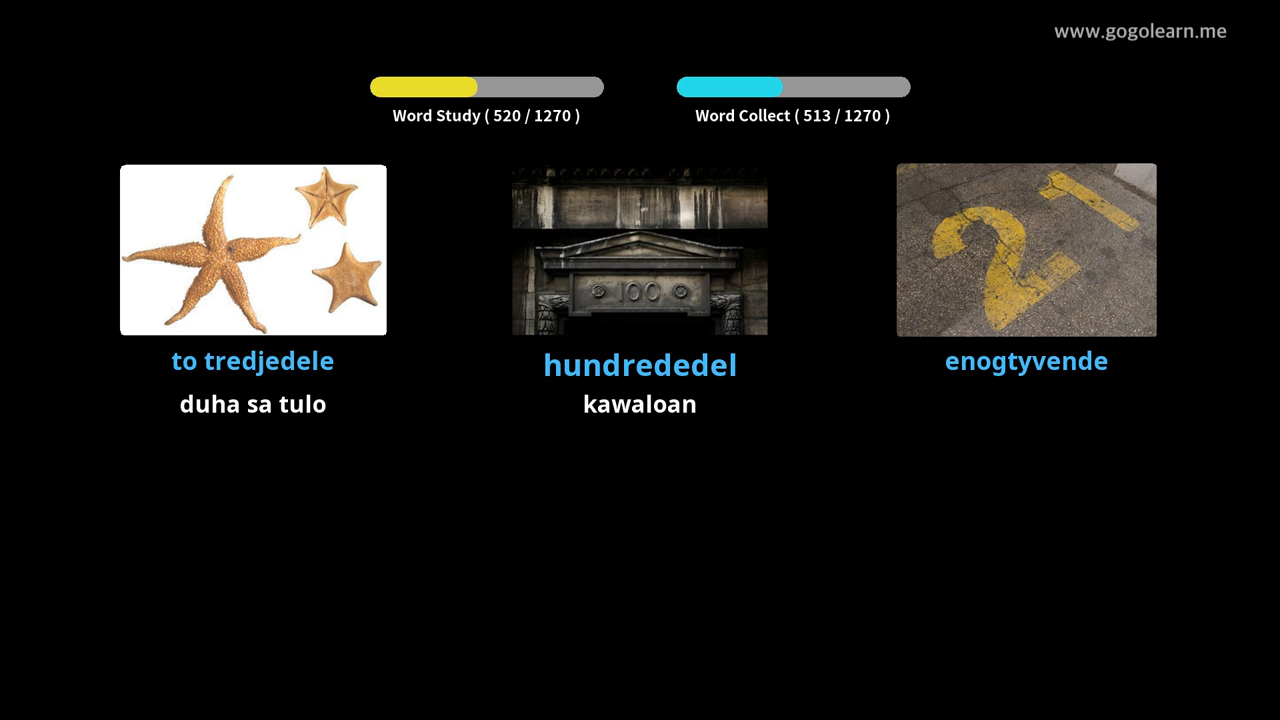 www.gogolearn.me
Word Study ( 520 / 1270 )
Word Collect ( 513 / 1270 )
100
21
to tredjedele
hundrededel
enogtyvende
duha sa tulo
kawaloan